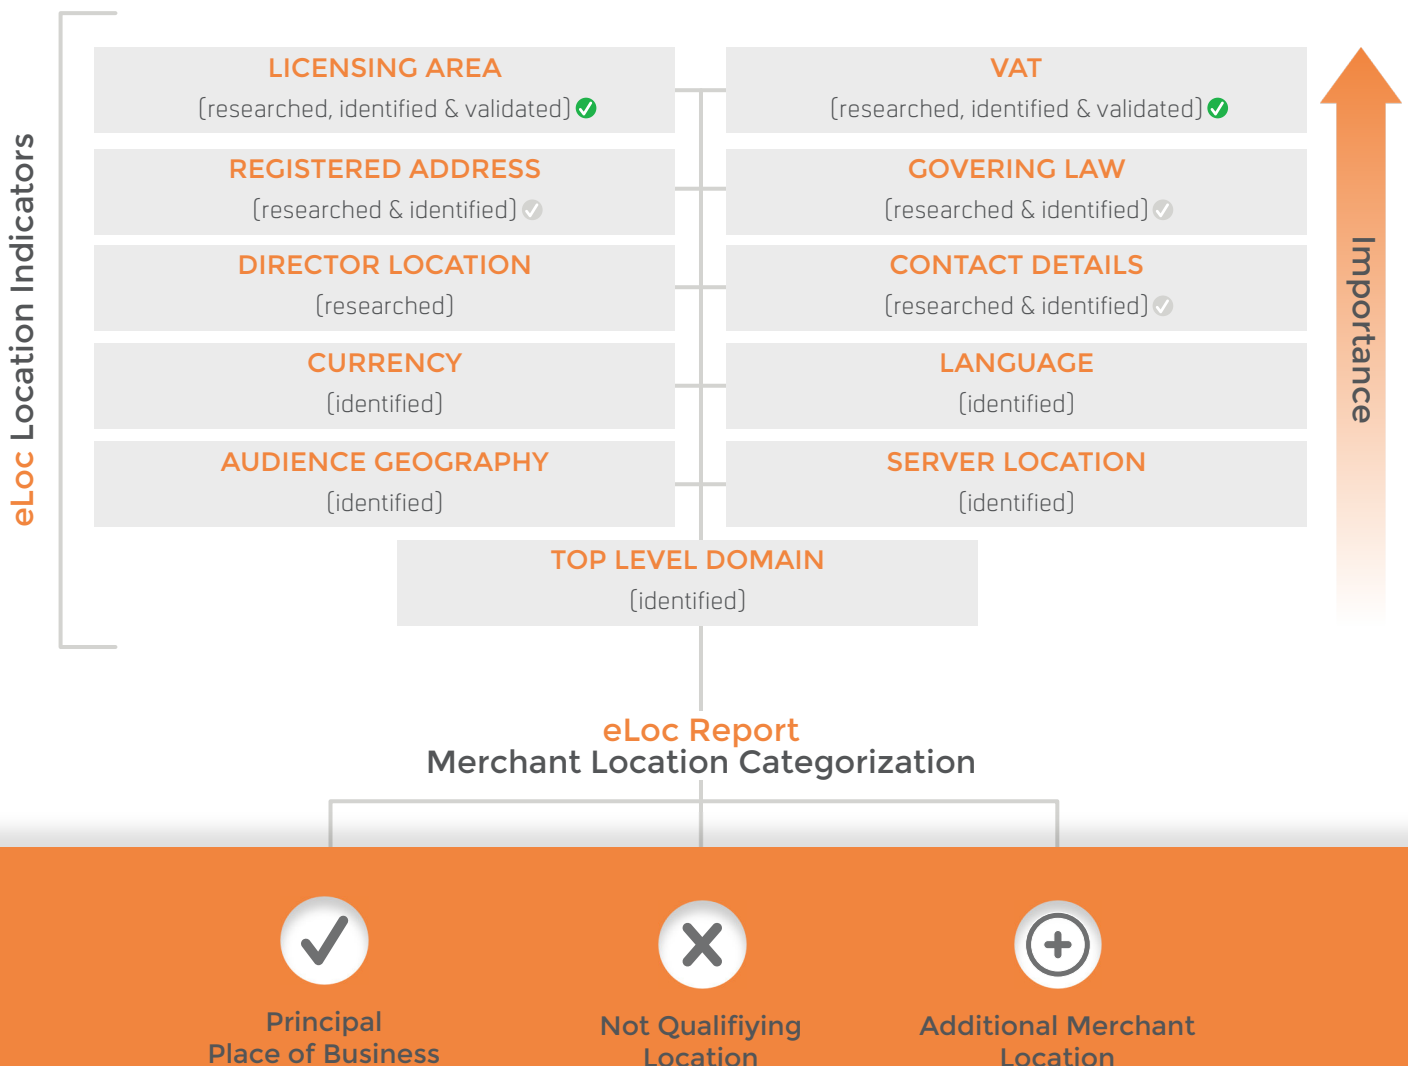 eLoc Location Indicators
LICENSING AREA
(researched, identified & validated)
VAT
(researched, identified & validated)
REGISTERED ADDRESS
(researched & identified)
GOVERING LAW
(researched & identified)
DIRECTOR LOCATION
(researched)
CONTACT DETAILS
(researched & identified)
CURRENCY
(identified)
LANGUAGE
(identified)
AUDIENCE GEOGRAPHY
(identified)
SERVER LOCATION
(identified)
TOP LEVEL DOMAIN
(identified)
Importance
eLoc Report
Merchant Location Categorization
Principal
Place of Business
Not Qualifiying
Location
Additional Merchant
Location